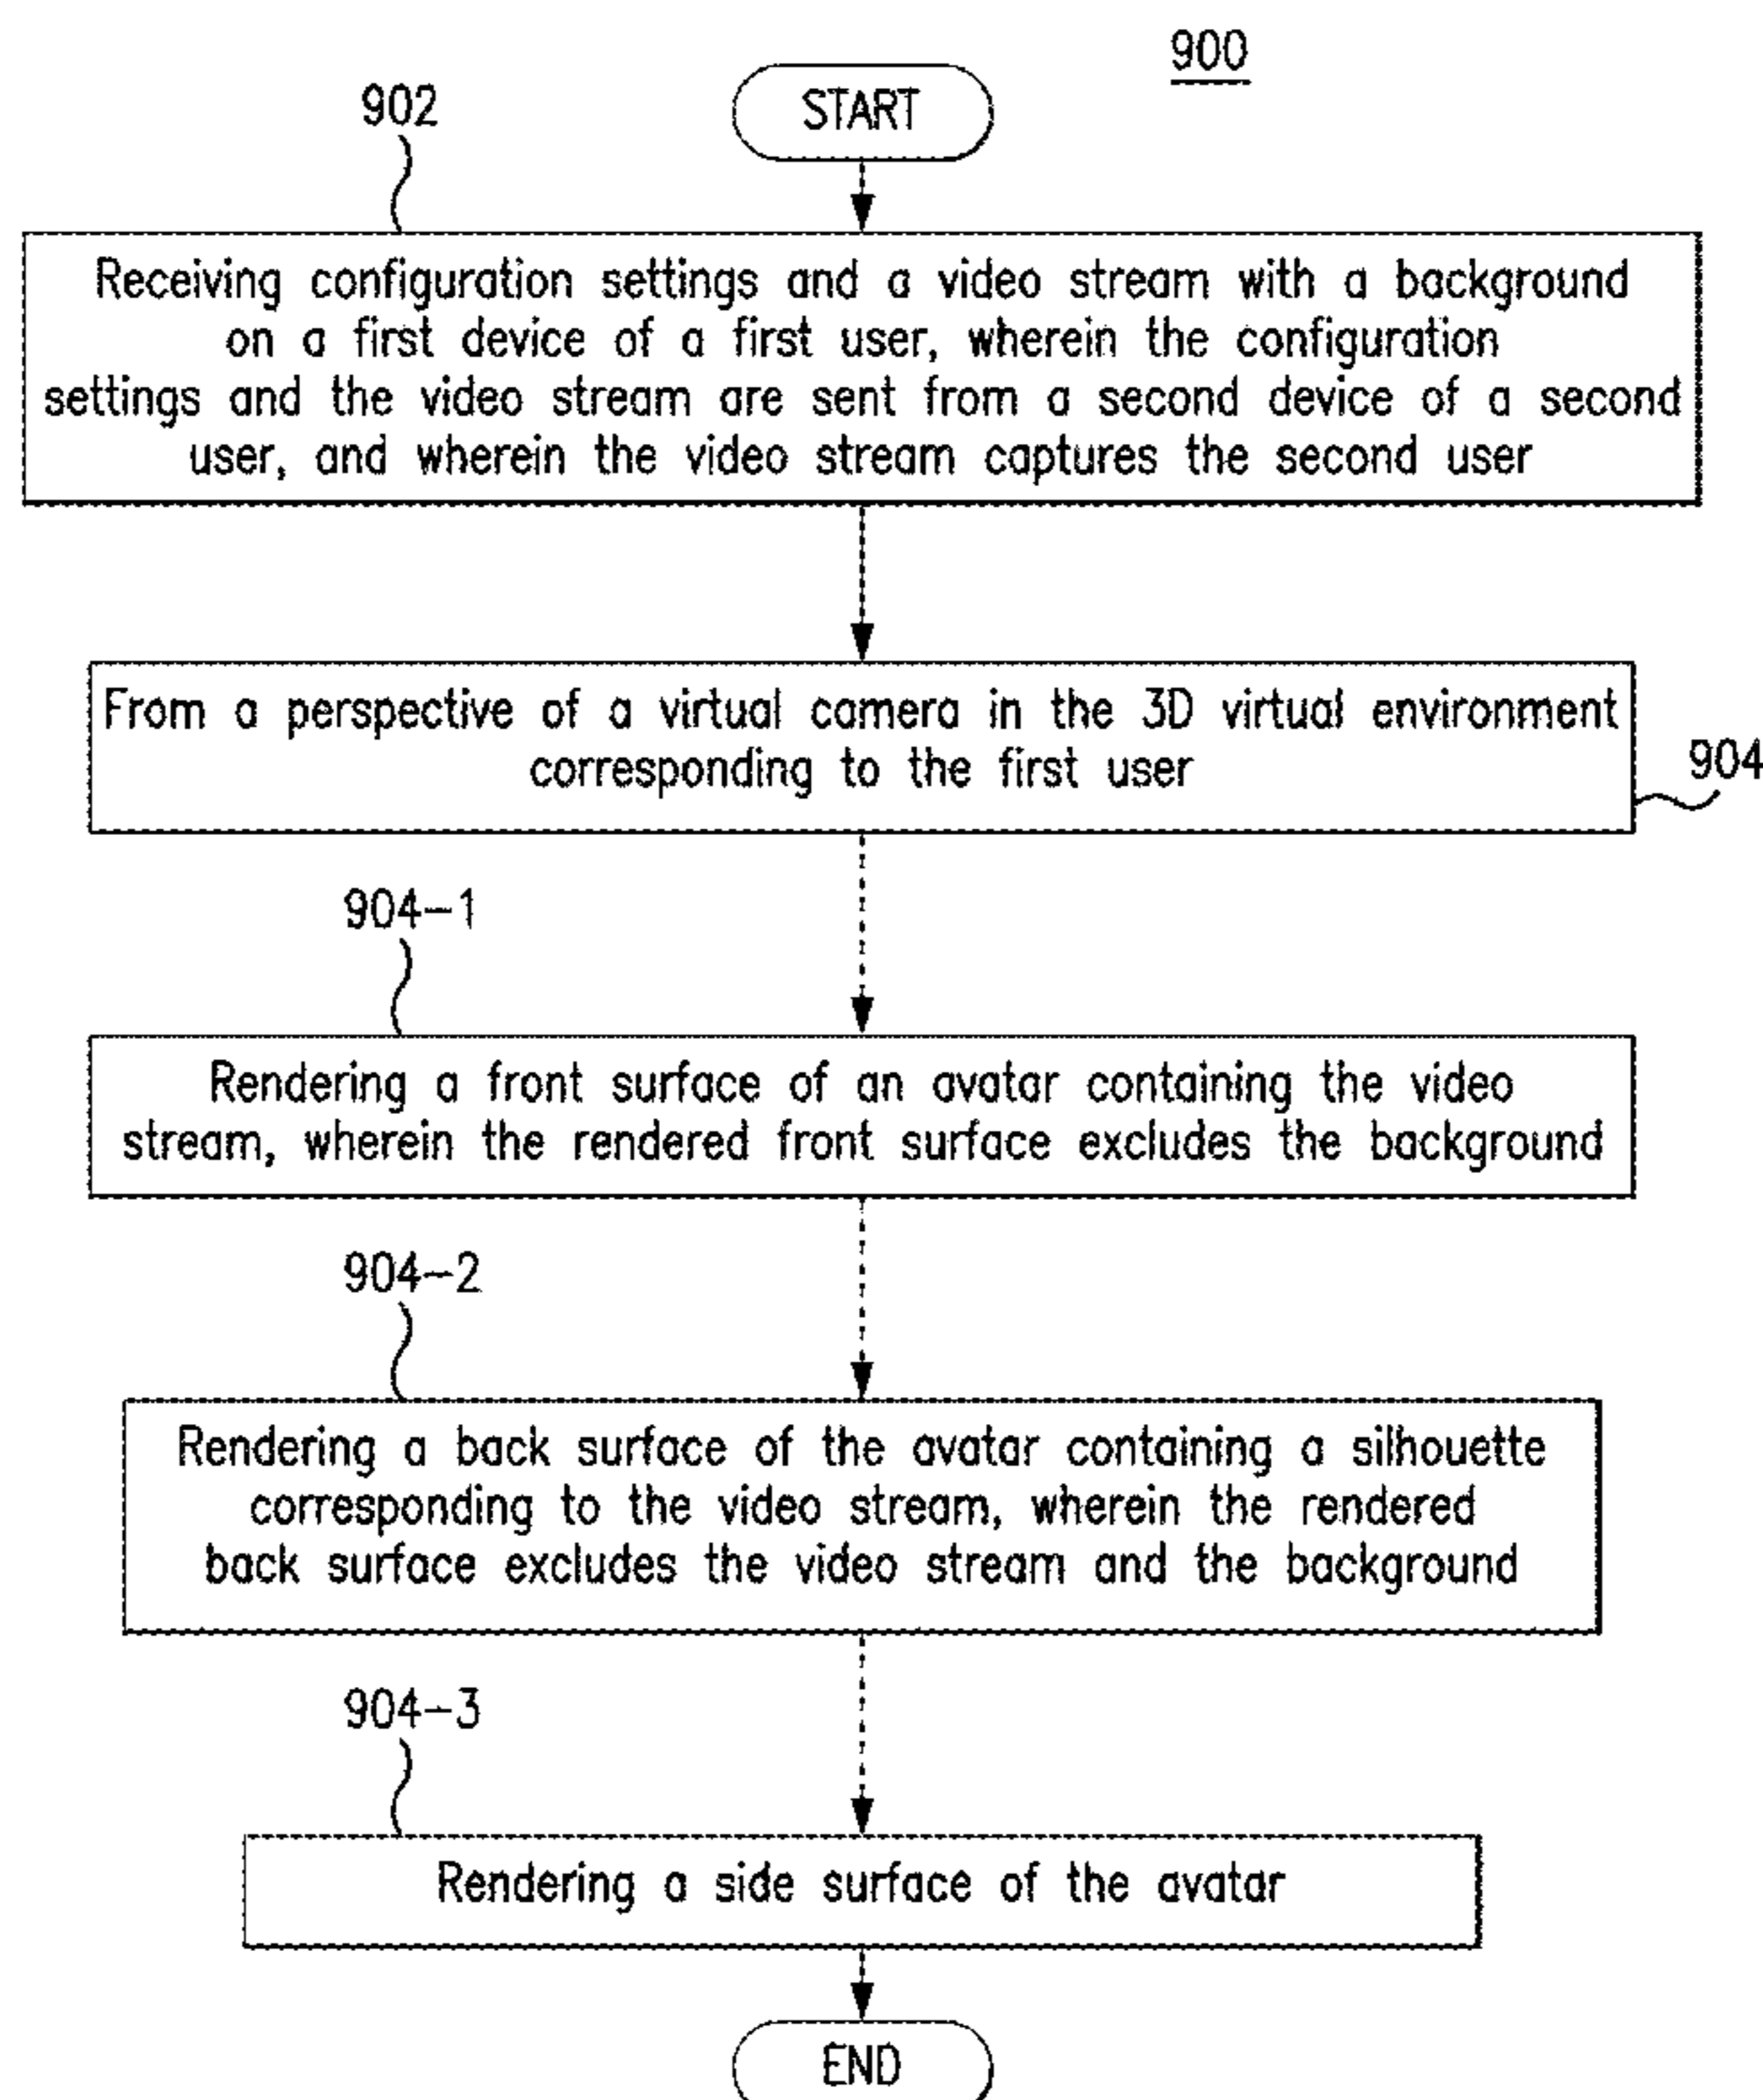 900
START
902
Receiving configuration settings and a video stream with a background
on a first device of a first user, wherein the configuration
settings and the video stream are sent from a second device of a second
user, and wherein the video stream captures the second user
From a perspective of a virtual camera in the 3D virtual environment
corresponding to the first user
904
904-1
Rendering a front surface of an avatar containing the video
stream, wherein the rendered front surface excludes the background
904-2
Rendering a back surface of the avatar containing a silhouette
corresponding to the video stream, wherein the rendered
back surface excludes the video stream and the background
904-3
Rendering a side surface of the avatar
END